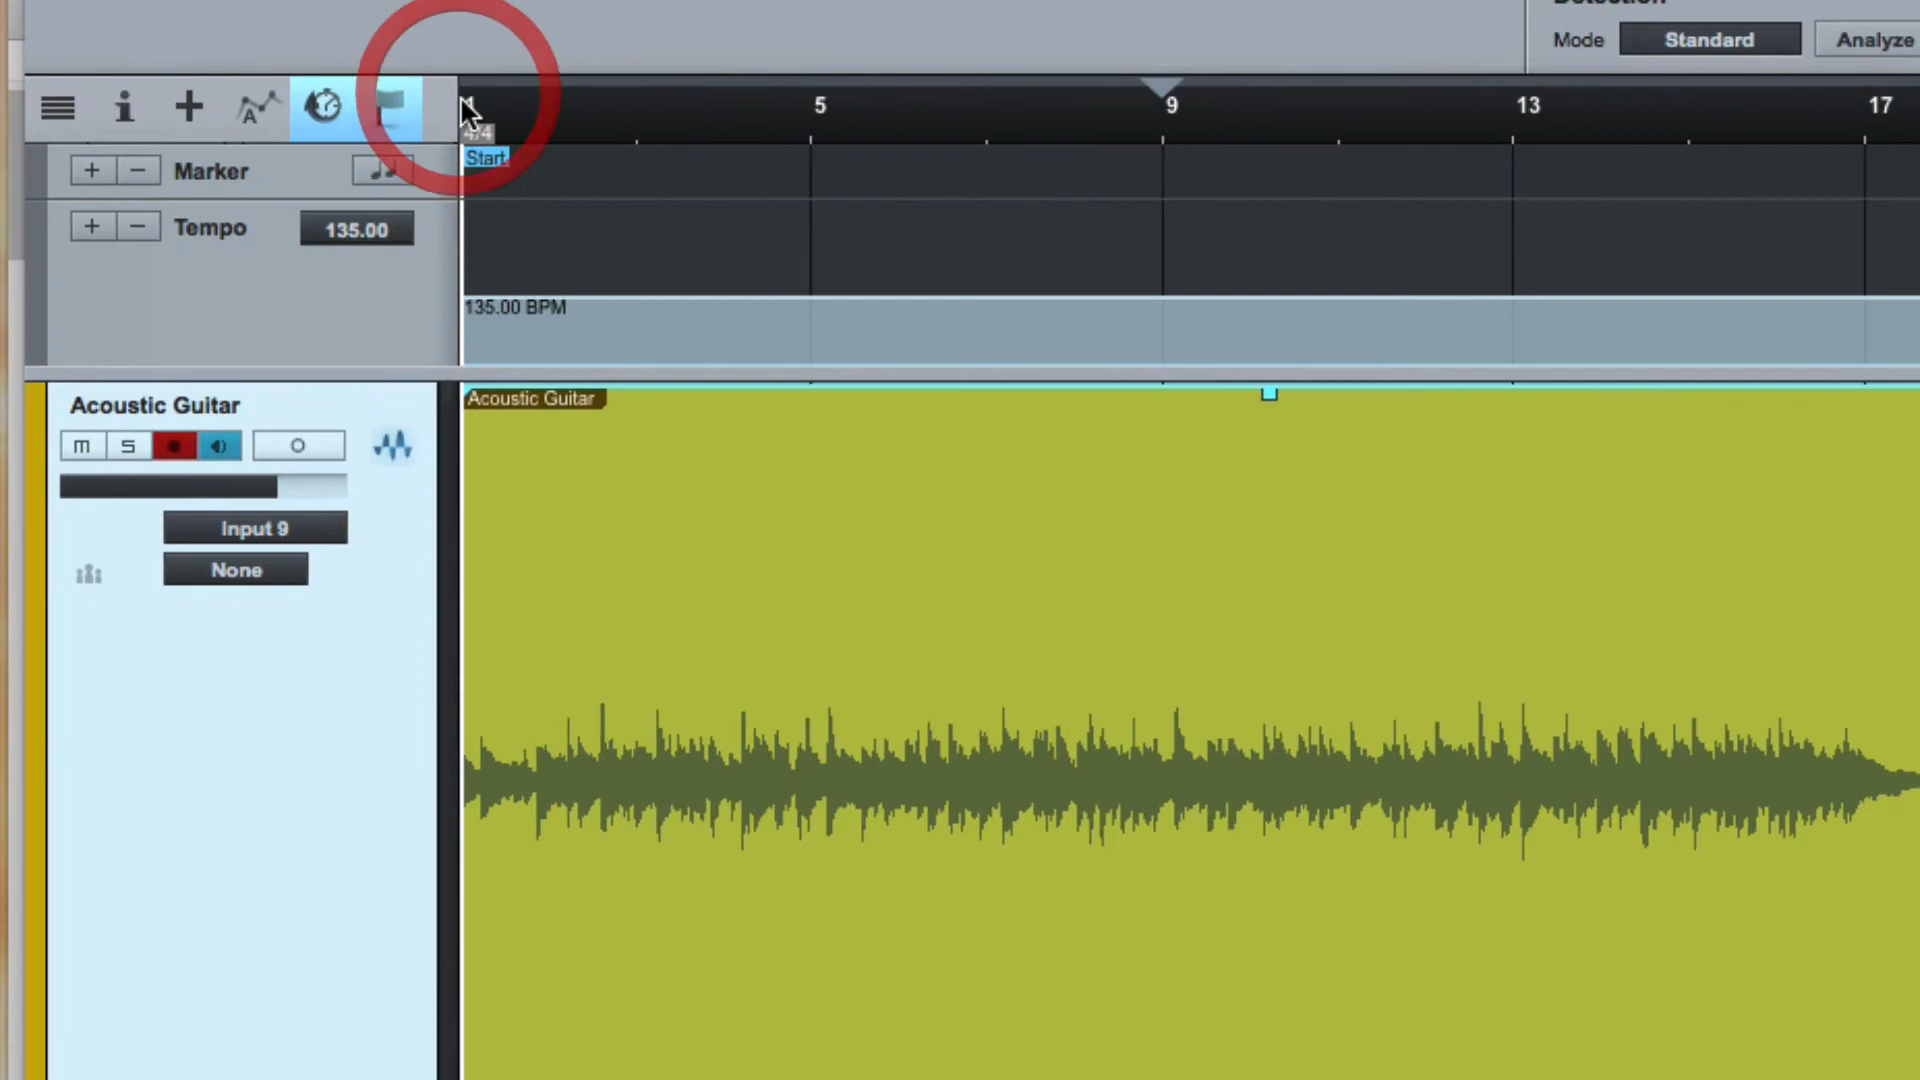 Detection
Mode
Standard
Analyze
1
5
9
13
17
4/4
Start
Marker
Tempo
135.00
135.00 BPM
Acoustic Guitar
Acoustic Guitar
M
S
Input 9
None